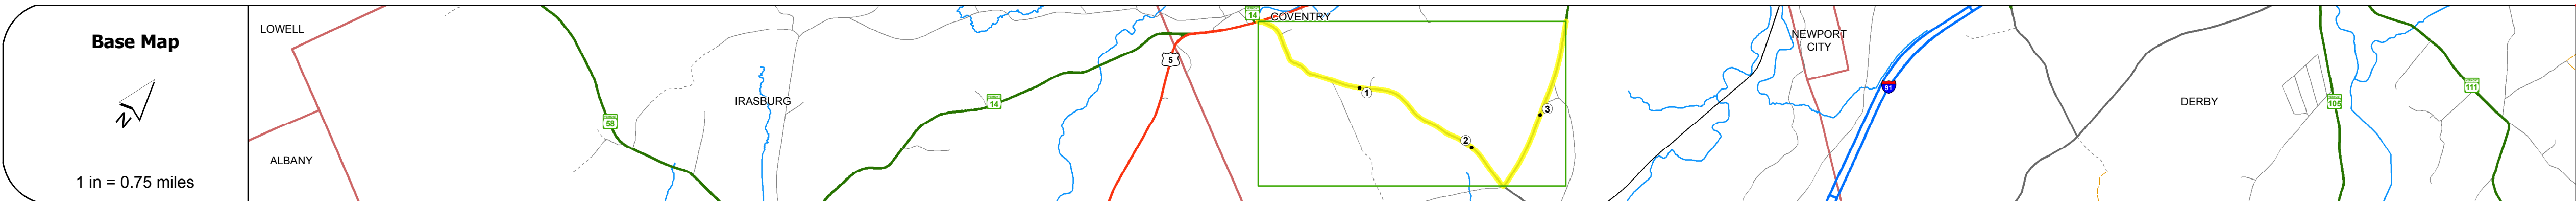 Base Map
N
1 in = 0.75 miles
LOWELL
ALBANY
58
IRASBURG
14
5
14
COVENTRY
1
2
3
NEWPORT
CITY
91
DERBY
105
111